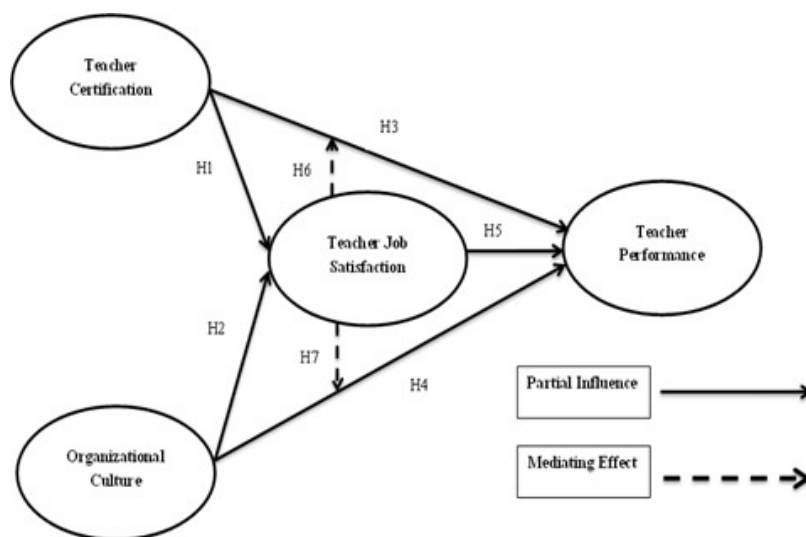 Teacher
Certification
H3
H1
H6
Teacher Job
Satisfaction
H5
Teacher
Performance
H2
H7
H4
Partial Influence
Organizational
Culture
Mediating Effect